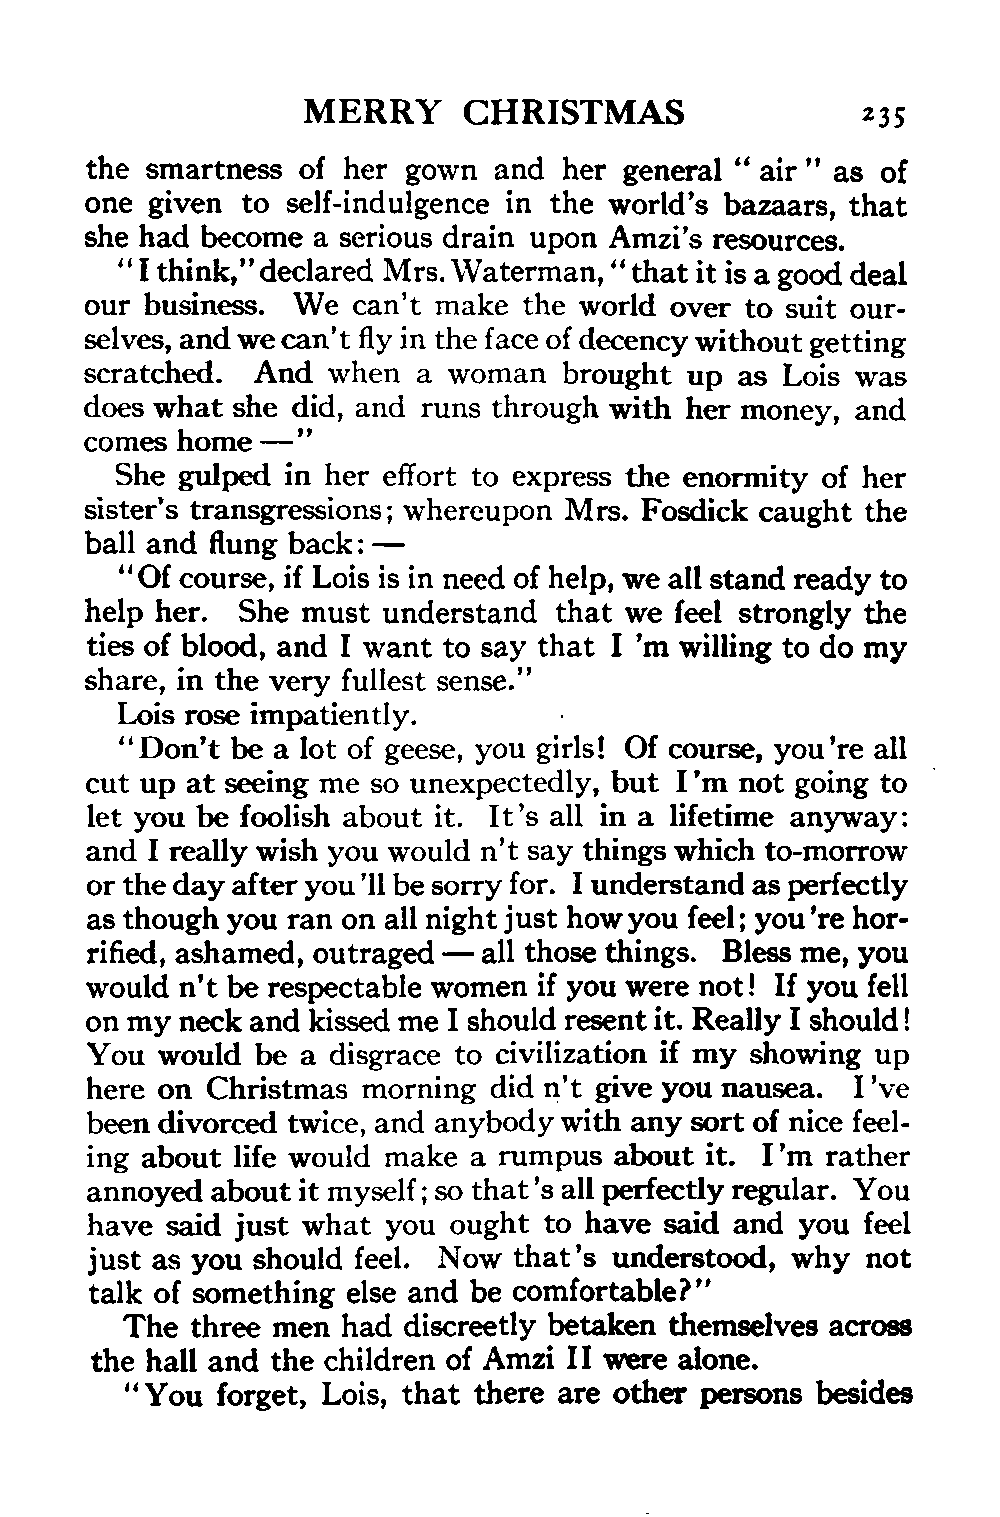 MERRY CHRISTMAS 235
the smartness of her gown and her general “ air ” as of
one given to self-indulgence in the world’s bazaars, that
she had become a serious drain upon Amzi’s resources.
“I think,” declared Mrs. Waterman, “that it is a good deal
our business. We can’t make the world over to suit our-
selves, and we can’t fly in the face of decency without getting
scratched. And when a woman brought up as Lois was
does what she did, and runs through with her money, and
comes home —”
She gulped in her effort to express the enormity of her
sister’s transgressions; whereupon Mrs. Fosdick caught the
ball and flung back: —
“Of course, if Lois is in need of help, we all stand ready to
help her. She must understand that we feel strongly the
ties of blood, and I want to say that I ’m willing to do my
share, in the very fullest sense.”
Lois rose impatiently.
“Don’t be a lot of geese, you girls! Of course, you’re all
cut up at seeing me so unexpectedly, but I’m not going to
let you be foolish about it. It’s all in a lifetime anyway:
and I really wish you would n’t say things which to-morrow
or the day after you’ll be sorry for. I understand as perfectly
as though you ran on all night just how you feel; you’re hor-
rified, ashamed, outraged — all those things. Bless me, you
would n’t be respectable women if you were not! If you fell
on my neck and kissed me I should resent it. Really I should!
You would be a disgrace to civilization if my showing up
here on Christmas morning did n’t give you nausea. I’ve
been divorced twice, and anybody with any sort of nice feel-
ing about life would make a rumpus about it. I’m rather
annoyed about it myself; so that’s all perfectly regular. You
have said just what you ought to have said and you feel
just as you should feel. Now that’s understood, why not
talk of something else and be comfortable?”
The three men had discreetly betaken themselves across
the hall and the children of Amzi II were alone.
“You forget, Lois, that there are other persons besides